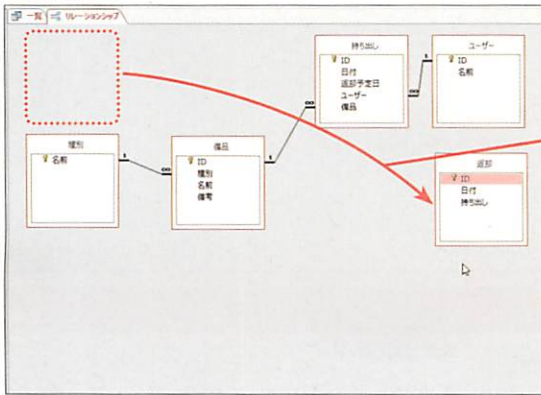 一覧 リレーションシップ
持ち出し
ID
日付
返却予定日
ユーザー
備品
ユーザー
ID
名前
種別
名前
備品
ID
種別
名前
備考
返却
ID
日付
持ち出し
1
∞
1
∞
1
∞